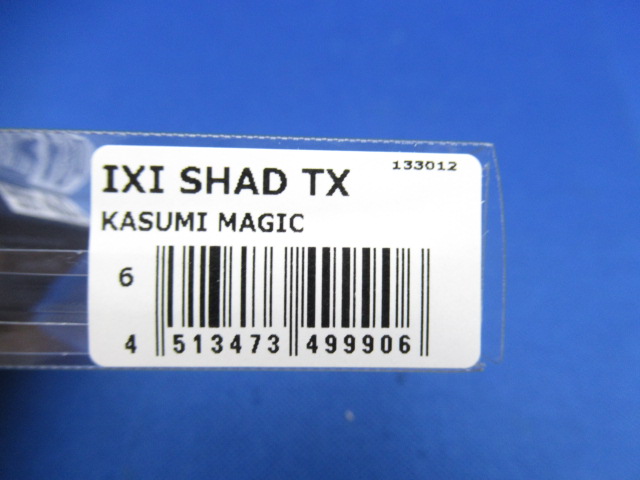 133012
IXI SHAD TX
KASUMI MAGIC
6
4 513473 499906